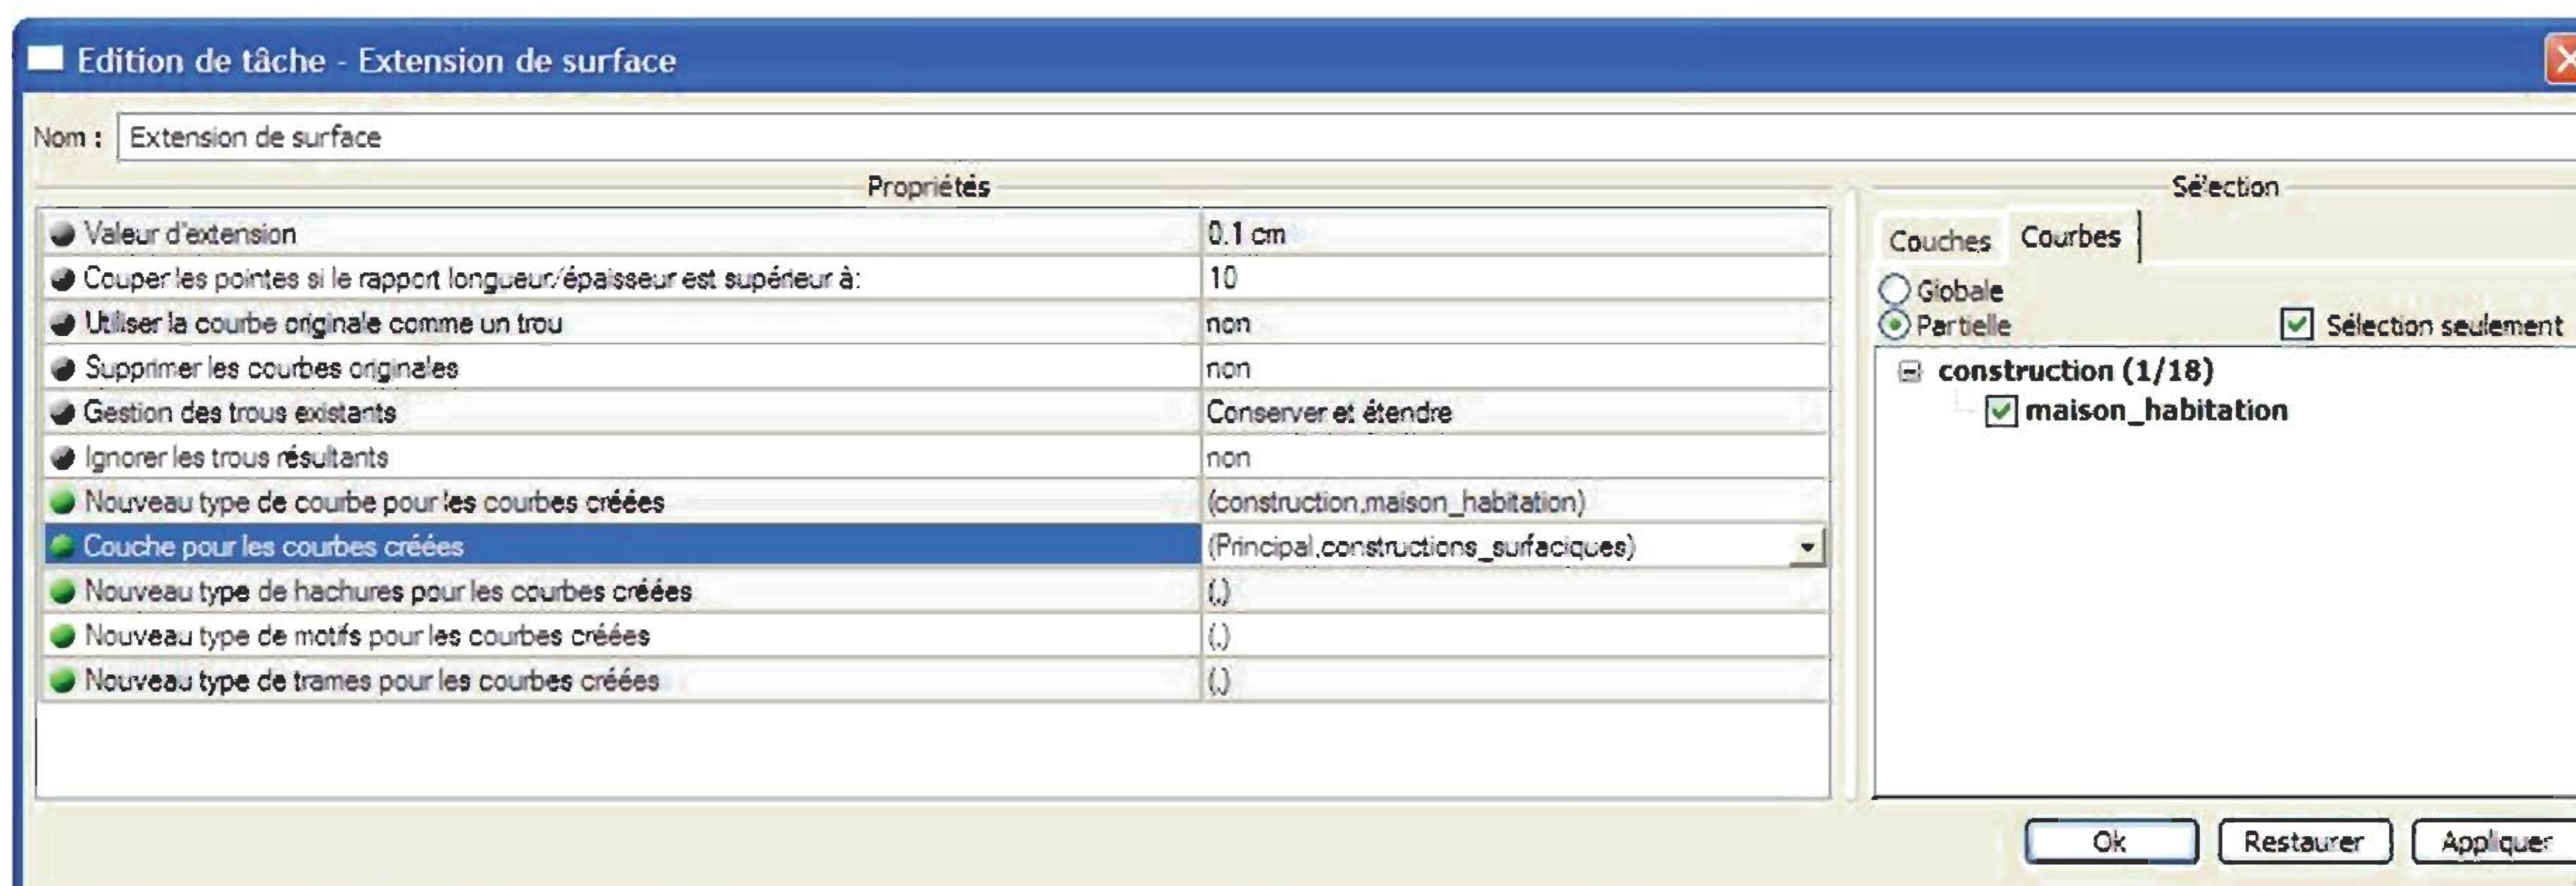 Edition de tâche - Extension de surface
Nom : Extension de surface
Propriétés
Valeur d'extension 0.1 cm
Couper les pointes si le rapport longueur/épaisseur est supérieur à: 10
Utiliser la courbe originale comme un trou non
Supprimer les courbes originales non
Gestion des trous existants Conserver et étendre
Ignorer les trous résultants non
Nouveau type de courbe pour les courbes créées (construction,maison_habitation)
Couche pour les courbes créées (Principal,constructions_surfaciques)
Nouveau type de hachures pour les courbes créées (,)
Nouveau type de motifs pour les courbes créées (,)
Nouveau type de trames pour les courbes créées (,)
Sélection
Couches Courbes
Globale
Partielle Sélection seulement
construction (1/18)
maison_habitation
Ok Restaurer Appliquer